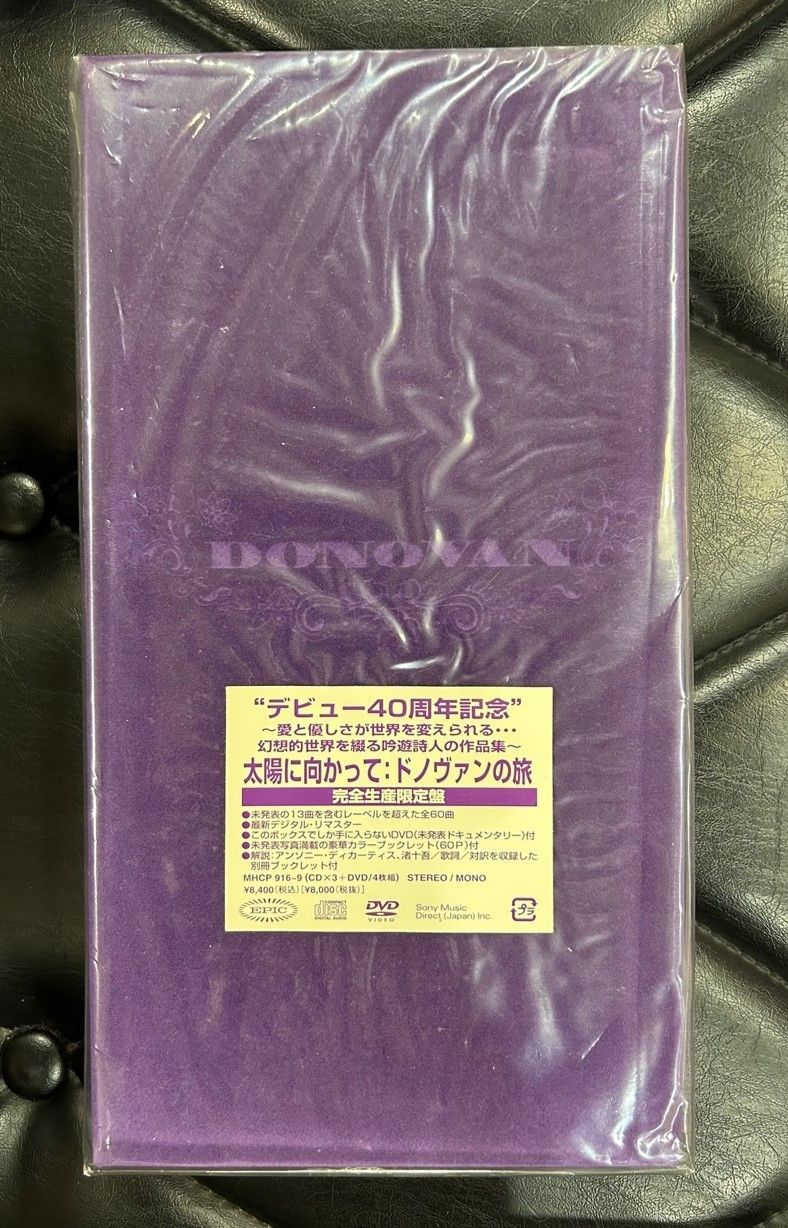 DONOVAN
“デビュー40周年記念”
～愛と優しさが世界を変えられる・・・
幻想的世界を綴る吟遊詩人の作品集～
太陽に向かって：ドノヴァンの旅
完全生産限定盤
●未発表の13曲を含むレーベルを超えた全60曲
●最新デジタル・リマスター
●このボックスでしか手に入らないDVD(未発表ドキュメンタリー)付
●未発表写真満載の豪華カラーブックレット(60P)付
●解説：アンソニー・ディカーティス、渚十吾／歌詞／対訳を収録した
別冊ブックレット付
MHCP 916~9 (CD×3+DVD/4枚組) STEREO / MONO
¥8,400(税込)[¥8,000(税抜)]
EPIC COMPACT disc DIGITAL AUDIO DVD VIDEO Sony Music Direct (Japan) Inc. プラ